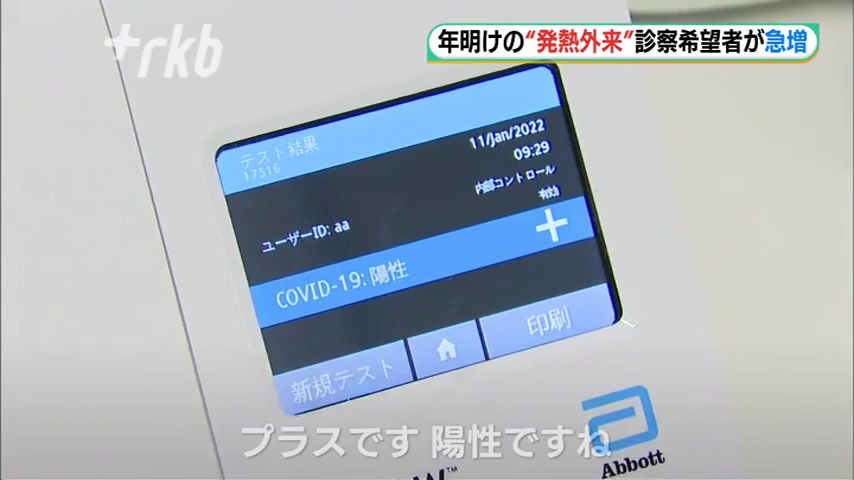 rkb
年明けの“発熱外来”診察希望者が急増
テスト結果
17516
11/Jan/2022
09:29
内部コントロール
有効
ユーザーID: aa
COVID-19: 陽性
新規テスト
印刷
プラスです 陽性ですね
Abbott